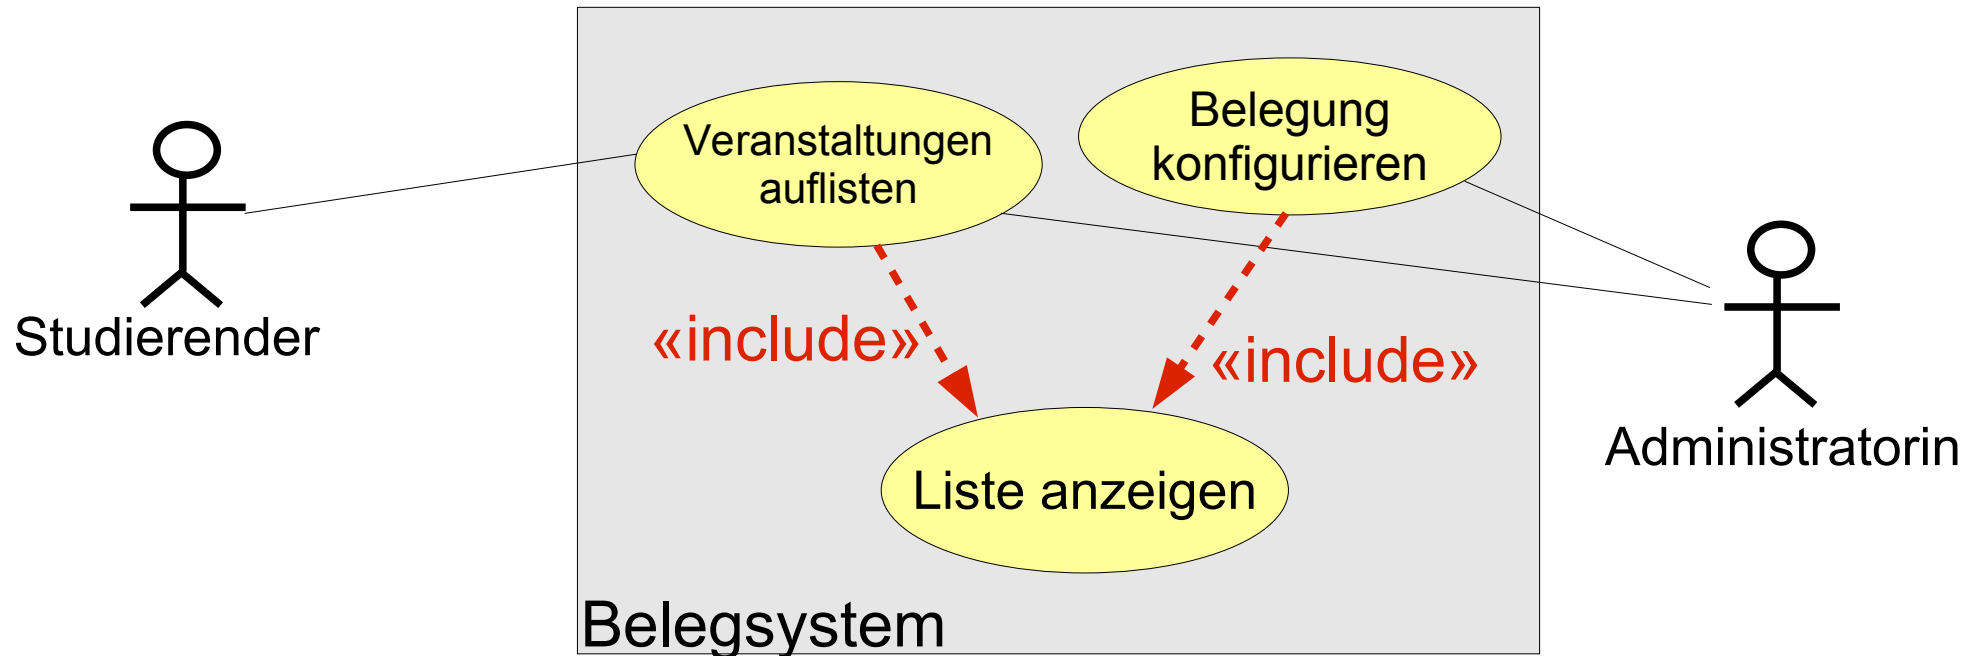 Belegung
konfigurieren
Veranstaltungen
auflisten
Studierender
«include»
«include»
Administratorin
Liste anzeigen
Belegsystem